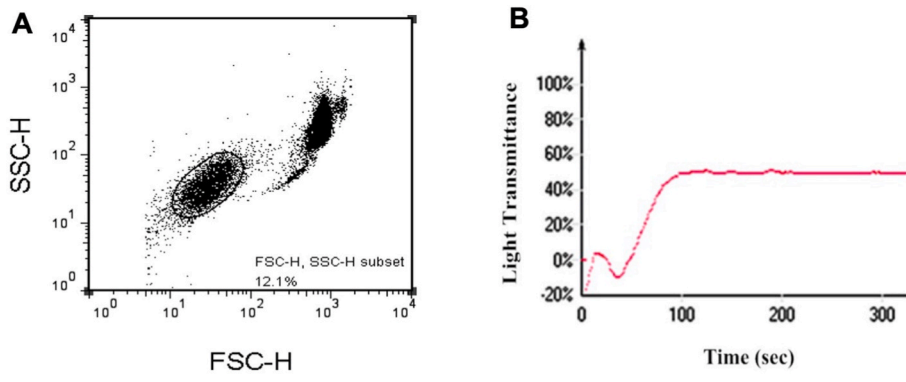 A
SSC-H
10^4
10^3
10^2
10^1
10^0
FSC-H, SSC-H subset
12.1%
10^0 10^1 10^2 10^3 10^4
FSC-H
B
Light Transmittance
100%
80%
60%
40%
20%
0%
-20%
0 100 200 300
Time (sec)